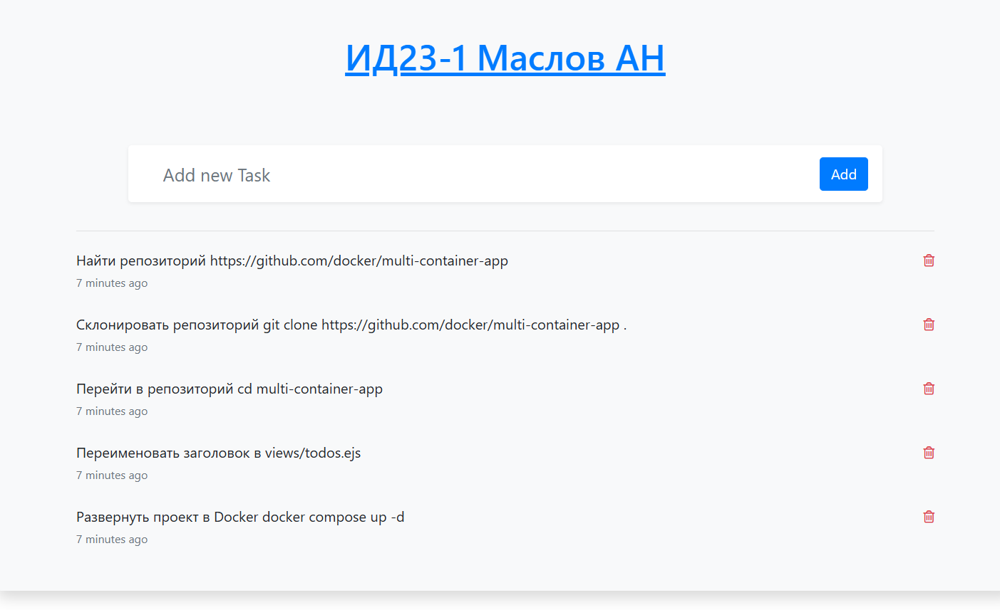 ИД23-1 Маслов АН
Add new Task
Add
Найти репозиторий https://github.com/docker/multi-container-app
7 minutes ago
Склонировать репозиторий git clone https://github.com/docker/multi-container-app .
7 minutes ago
Перейти в репозиторий cd multi-container-app
7 minutes ago
Переименовать заголовок в views/todos.ejs
7 minutes ago
Развернуть проект в Docker docker compose up -d
7 minutes ago